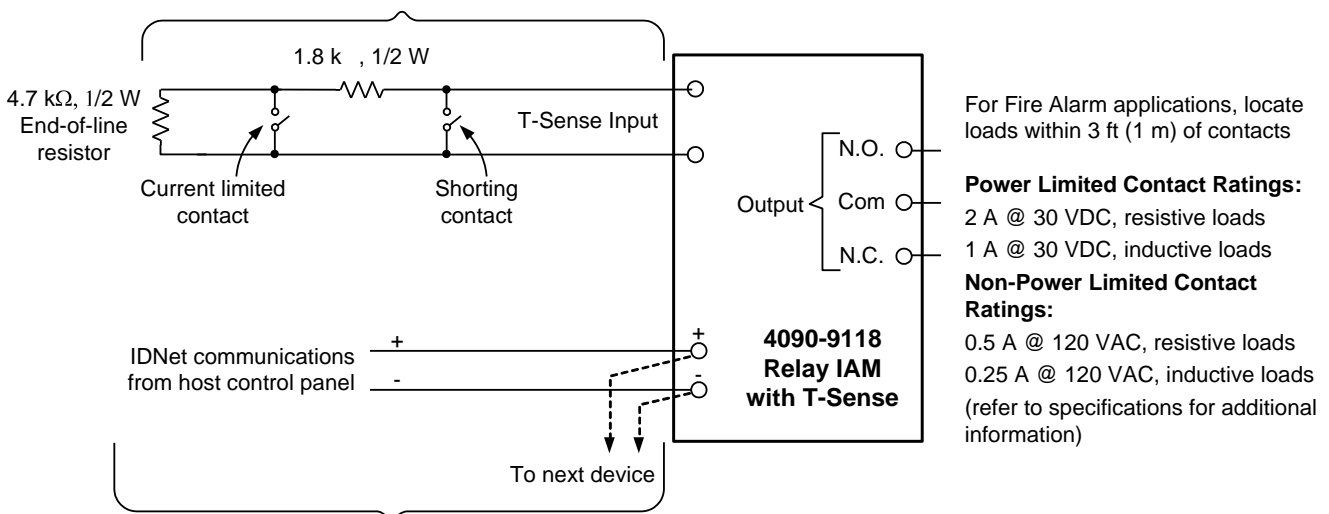 1.8 k , 1/2 W
4.7 kΩ, 1/2 W
End-of-line
resistor
T-Sense Input
Current limited
contact
Shorting
contact
Output
N.O.
Com
N.C.
For Fire Alarm applications, locate
loads within 3 ft (1 m) of contacts
Power Limited Contact Ratings:
2 A @ 30 VDC, resistive loads
1 A @ 30 VDC, inductive loads
Non-Power Limited Contact
Ratings:
0.5 A @ 120 VAC, resistive loads
0.25 A @ 120 VAC, inductive loads
(refer to specifications for additional
information)
IDNet communications
from host control panel
+
-
+
-
4090-9118
Relay IAM
with T-Sense
To next device